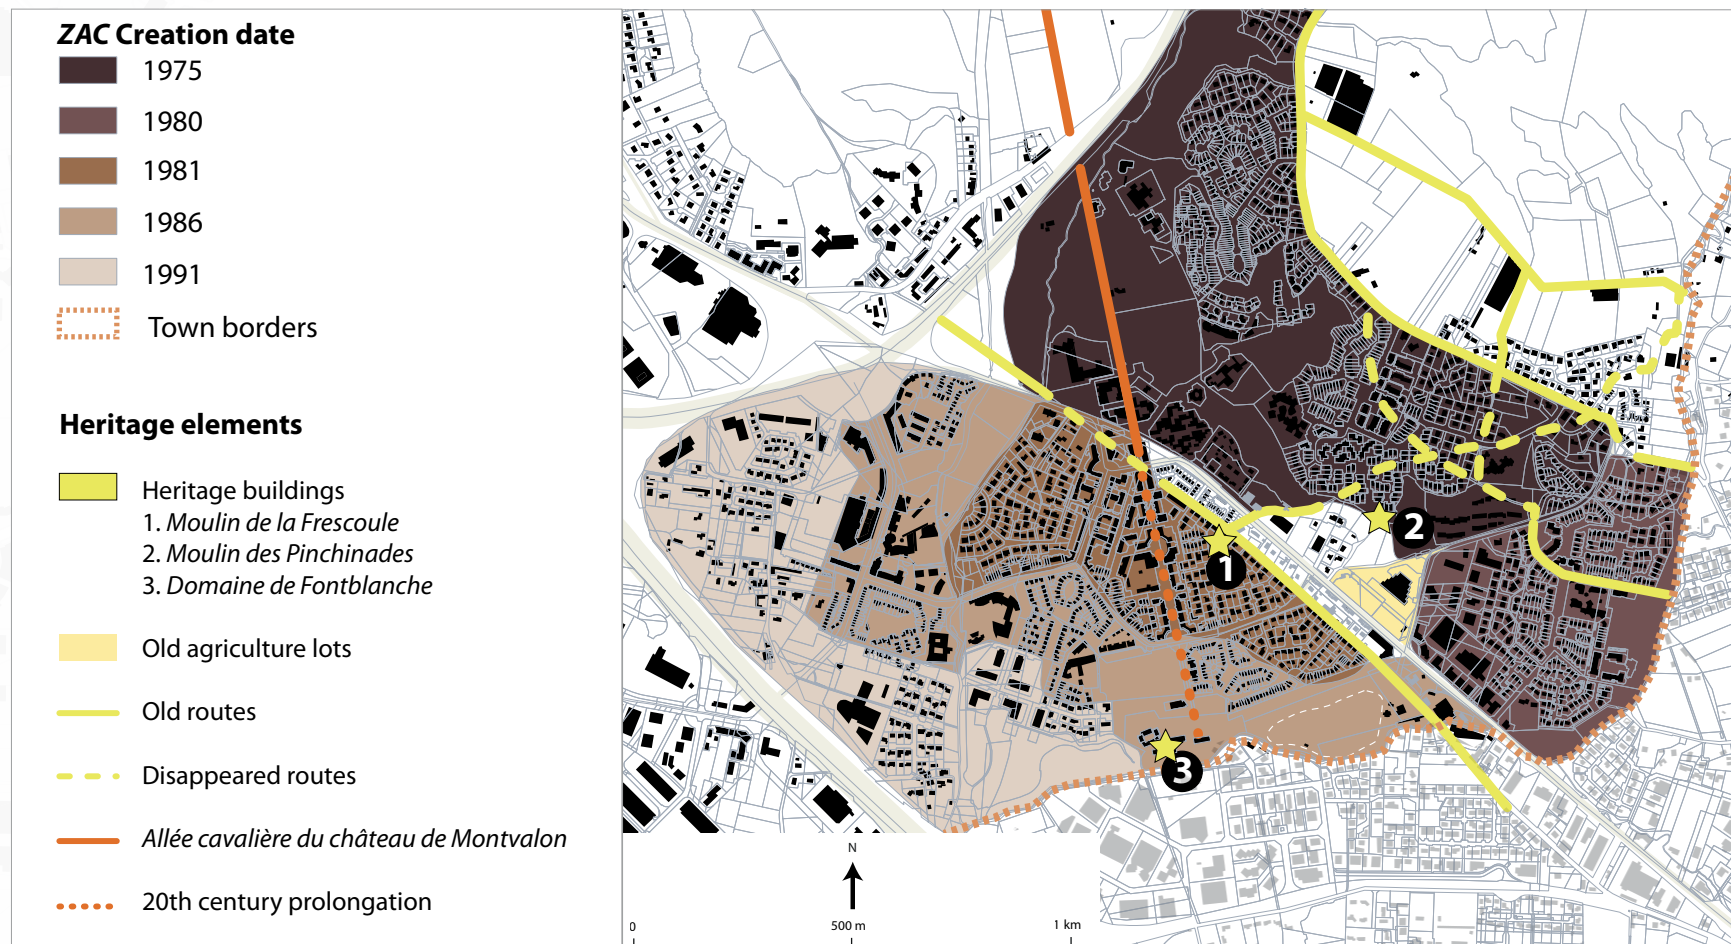 ZAC Creation date
1975
1980
1981
1986
1991
Town borders
Heritage elements
Heritage buildings
1. Moulin de la Frescoule
2. Moulin des Pinchinades
3. Domaine de Fontblanche
Old agriculture lots
Old routes
Disappeared routes
Allée cavalière du château de Montvalon
20th century prolongation
1
2
3
N
0 500 m 1 km